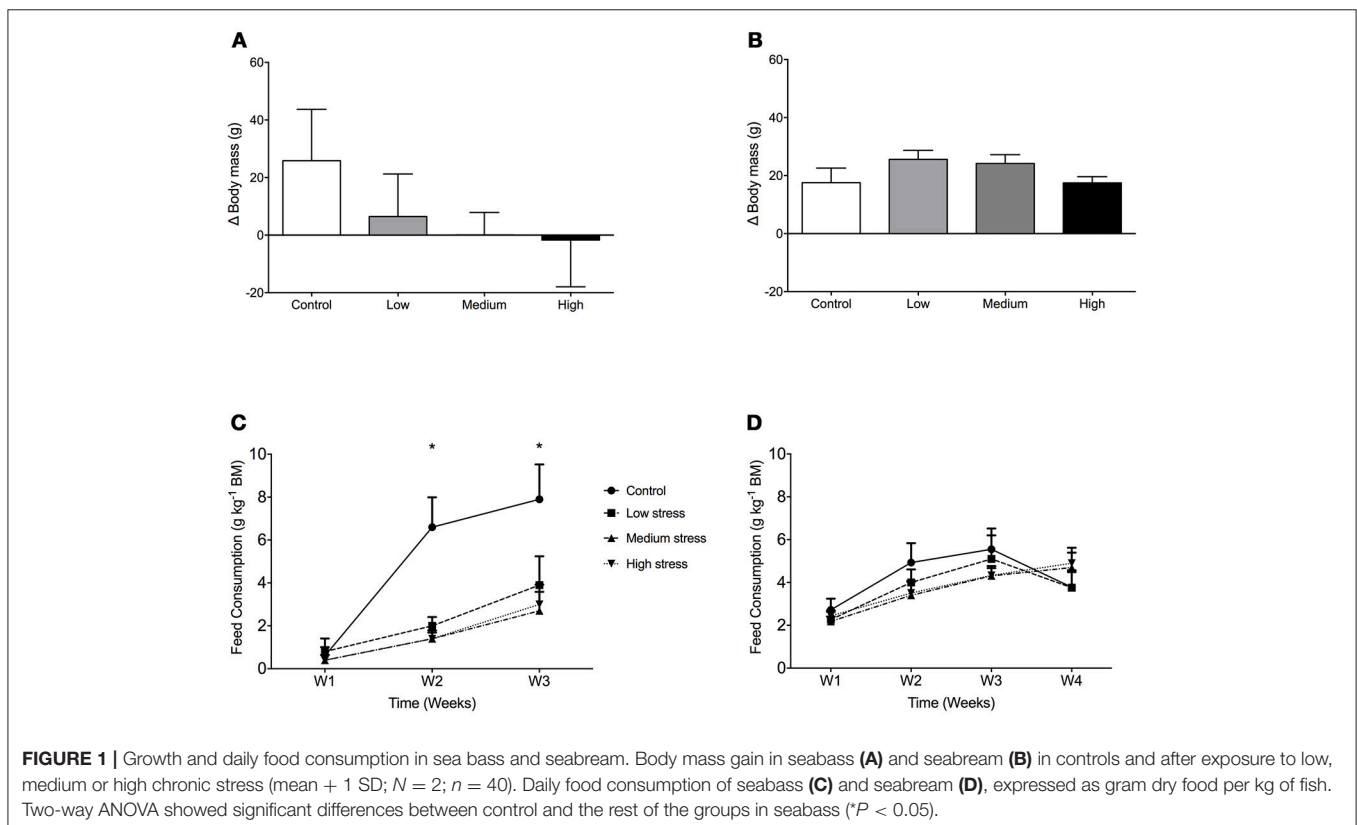 A
60
40
20
0
-20
Δ Body mass (g)
Control
Low
Medium
High
B
60
40
20
0
-20
Δ Body mass (g)
Control
Low
Medium
High
C
10
8
6
4
2
0
Feed Consumption (g kg⁻¹ BM)
*
*
W1
W2
W3
Time (Weeks)
Control
Low stress
Medium stress
High stress
D
10
8
6
4
2
0
Feed Consumption (g kg⁻¹ BM)
W1
W2
W3
W4
Time (Weeks)
FIGURE 1 | Growth and daily food consumption in sea bass and seabream. Body mass gain in seabass (A) and seabream (B) in controls and after exposure to low,
medium or high chronic stress (mean + 1 SD; N = 2; n = 40). Daily food consumption of seabass (C) and seabream (D), expressed as gram dry food per kg of fish.
Two-way ANOVA showed significant differences between control and the rest of the groups in seabass (*P < 0.05).